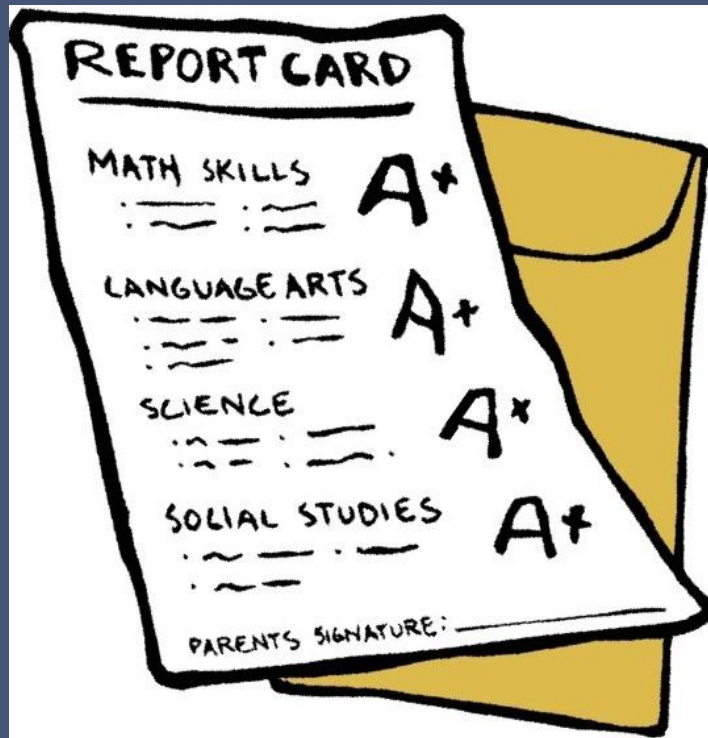 REPORT CARD
MATH SKILLS A+
LANGUAGE ARTS A+
SCIENCE A+
SOCIAL STUDIES A+
PARENTS SIGNATURE: